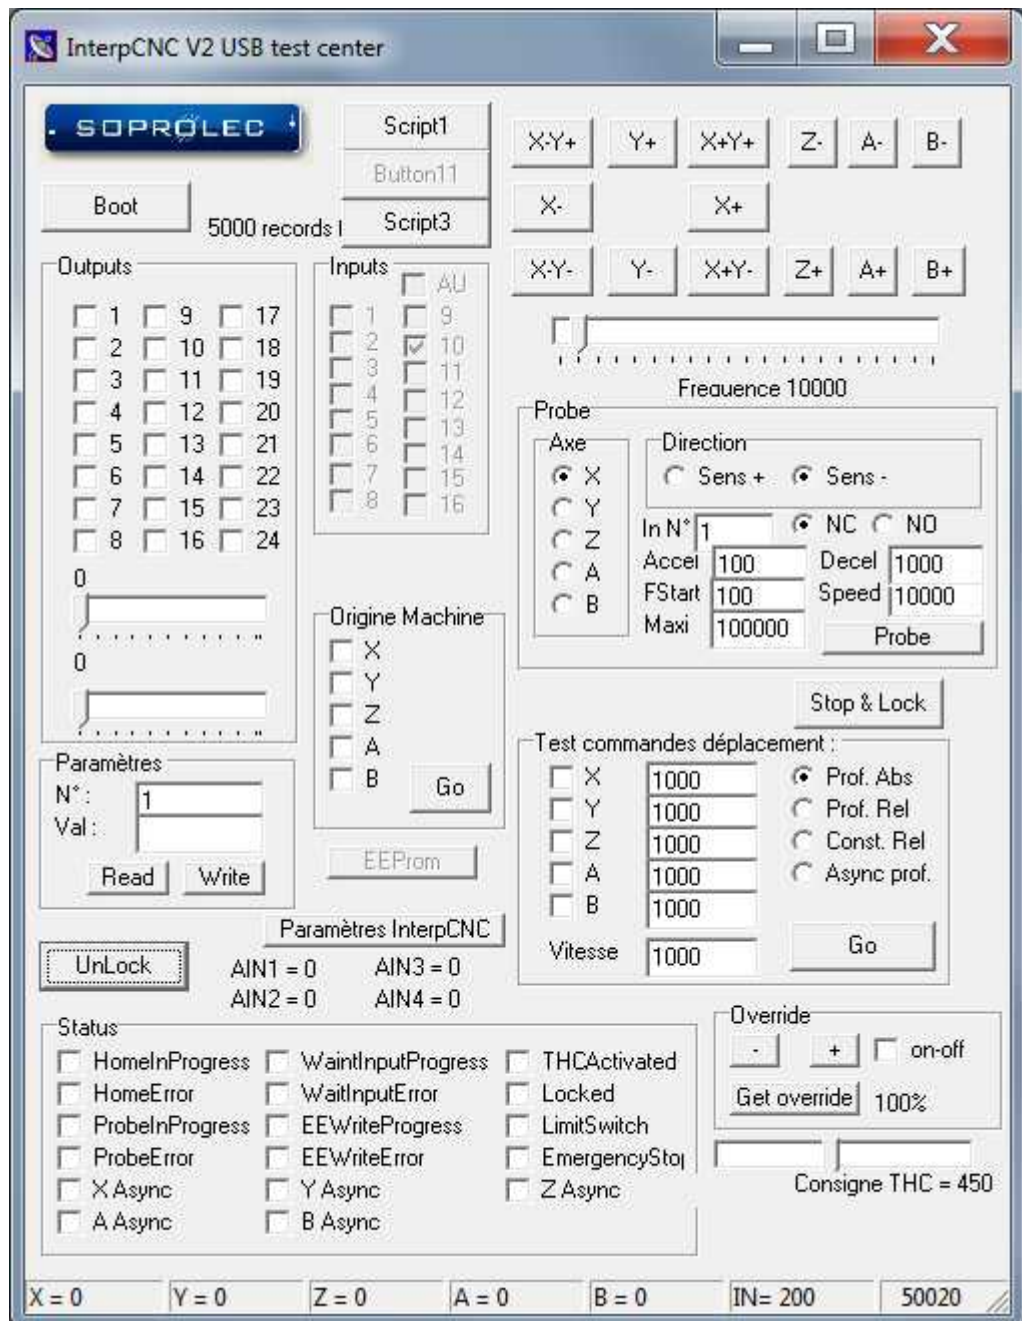 InterpCNC V2 USB test center
SOPROLEC
Script1
Button11
Script3
Boot
5000 records
X-Y+ Y+ X+Y+ Z- A- B-
X- X+
X-Y- Y- X+Y- Z+ A+ B+
Frequence 10000
Outputs
1 9 17
2 10 18
3 11 19
4 12 20
5 13 21
6 14 22
7 15 23
8 16 24
0
0
Inputs
AU
1 9
2 10
3 11
4 12
5 13
6 14
7 15
8 16
Probe
Axe
X
Y
Z
A
B
Direction
Sens + Sens -
In N° 1 NC NO
Accel 100 Decel 1000
FStart 100 Speed 10000
Maxi 100000 Probe
Origine Machine
X
Y
Z
A
B
Go
Stop & Lock
Paramètres
N° : 1
Val :
Read Write
EEProm
Test commandes déplacement :
X 1000 Prof. Abs
Y 1000 Prof. Rel
Z 1000 Const. Rel
A 1000 Async prof.
B 1000
Vitesse 1000 Go
Paramètres InterpCNC
UnLock
AIN1 = 0 AIN3 = 0
AIN2 = 0 AIN4 = 0
Status
HomeInProgress WaintInputProgress THCActivated
HomeError WaitInputError Locked
ProbeInProgress EEWriteProgress LimitSwitch
ProbeError EEWriteError EmergencySto
X Async Y Async Z Async
A Async B Async
Override
- + on-off
Get override 100%
Consigne THC = 450
X = 0 Y = 0 Z = 0 A = 0 B = 0 IN= 200 50020